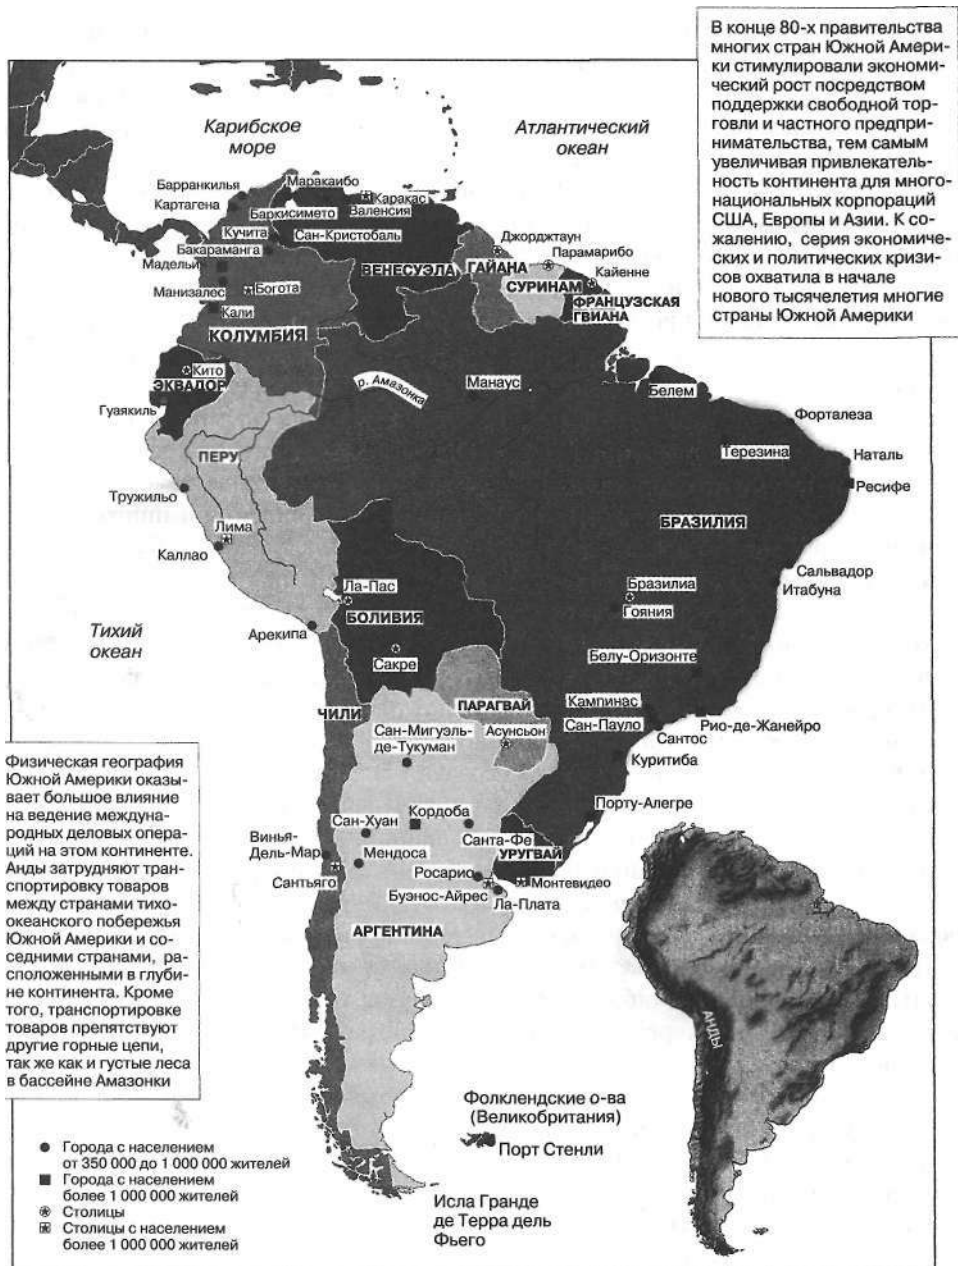 В конце 80-х правительства
многих стран Южной Амери-
ки стимулировали экономи-
ческий рост посредством
поддержки свободной тор-
говли и частного предпри-
нимательства, тем самым
увеличивая привлекатель-
ность континента для много-
национальных корпораций
США, Европы и Азии. К со-
жалению, серия экономиче-
ских и политических кризи-
сов охватила в начале
нового тысячелетия многие
страны Южной Америки
Карибское
море
Атлантический
океан
Барранкилья
Картагена
Маракаибо
Каракас
Валенсия
Баркисимето
Кучита
Сан-Кристобаль
Бакараманга
Мадельин
Манизалес
Богота
Кали
КОЛУМБИЯ
ВЕНЕСУЭЛА
Джорджтаун
ГАЙАНА
Парамарибо
СУРИНАМ
Кайенне
ФРАНЦУЗСКАЯ
ГВИАНА
Кито
ЭКВАДОР
Гуаякиль
р. Амазонка
Манаус
Белем
Форталеза
Терезина
Наталь
Ресифе
ПЕРУ
Тружильо
Лима
Каллао
БРАЗИЛИЯ
Сальвадор
Итабуна
Бразилиа
Гояния
Ла-Пас
БОЛИВИЯ
Арекипа
Сакре
Тихий
океан
Белу-Оризонте
ПАРАГВАЙ
Асунсьон
Кампинас
Сан-Пауло
Рио-де-Жанейро
Сантос
Куритиба
Порту-Алегре
ЧИЛИ
Сан-Мигуэль-
де-Тукуман
Сан-Хуан
Кордоба
Санта-Фе
УРУГВАЙ
Винья-
Дель-Мар
Мендоса
Сантьяго
Росарио
Буэнос-Айрес
Монтевидео
Ла-Плата
АРГЕНТИНА
Физическая география
Южной Америки оказы-
вает большое влияние
на ведение междуна-
родных деловых опера-
ций на этом континенте.
Анды затрудняют тран-
спортировку товаров
между странами тихо-
океанского побережья
Южной Америки и со-
седними странами, ра-
сположенными в глуби-
не континента. Кроме
того, транспортировке
товаров препятствуют
другие горные цепи,
так же как и густые леса
в бассейне Амазонки
АНДЫ
Фолклендские о-ва
(Великобритания)
Порт Стенли
Исла Гранде
де Терра дель
Фьего
Города с населением
от 350 000 до 1 000 000 жителей
Города с населением
более 1 000 000 жителей
Столицы
Столицы с населением
более 1 000 000 жителей